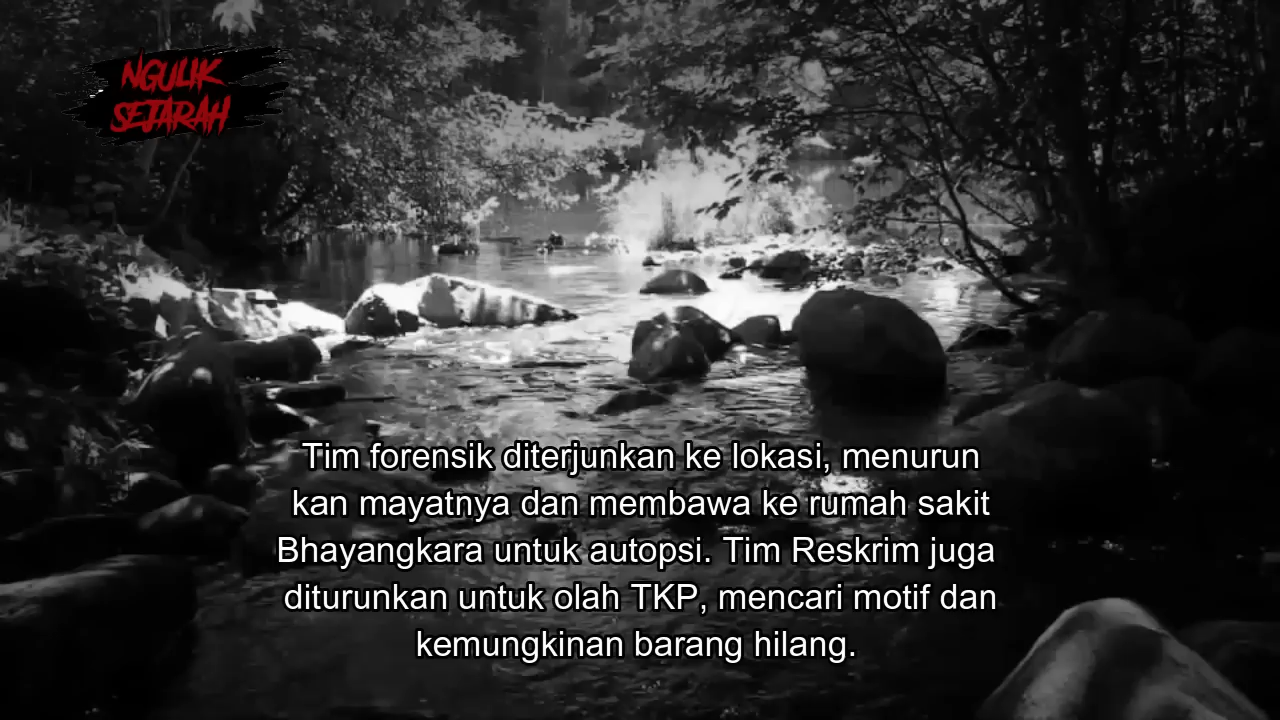 NGULIK
SEJARAH
Tim forensik diterjunkan ke lokasi, menurun
kan mayatnya dan membawa ke rumah sakit
Bhayangkara untuk autopsi. Tim Reskrim juga
diturunkan untuk olah TKP, mencari motif dan
kemungkinan barang hilang.